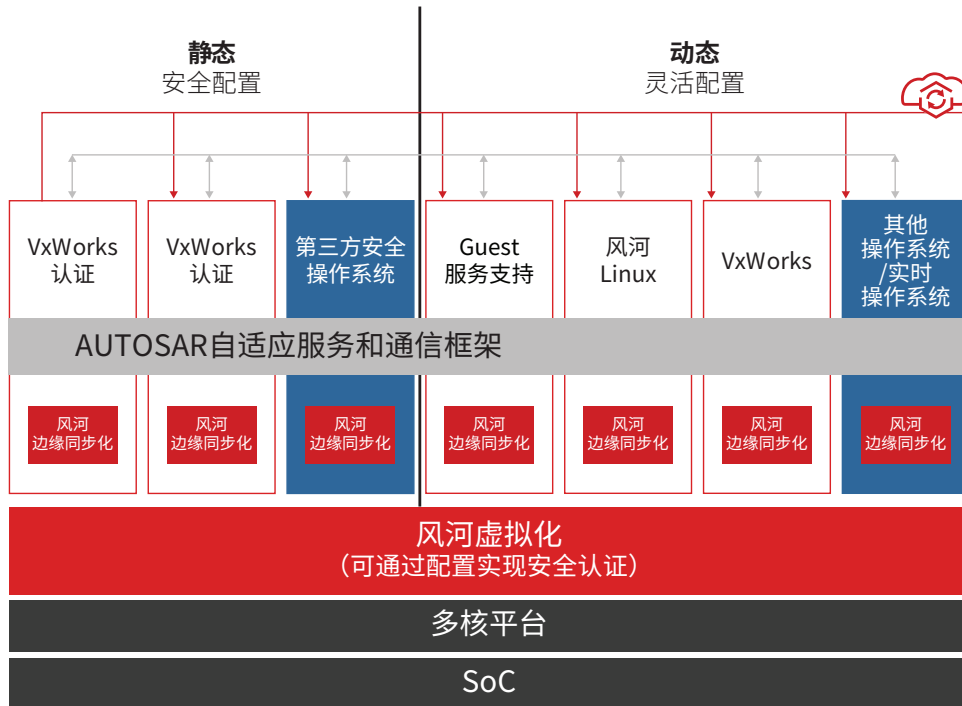 静态
安全配置
动态
灵活配置
VxWorks
认证
VxWorks
认证
第三方安全
操作系统
Guest
服务支持
风河
Linux
VxWorks
其他
操作系统
/实时
操作系统
AUTOSAR自适应服务和通信框架
风河
边缘同步化
风河
边缘同步化
风河
边缘同步化
风河
边缘同步化
风河
边缘同步化
风河
边缘同步化
风河
边缘同步化
风河虚拟化
（可通过配置实现安全认证）
多核平台
SoC